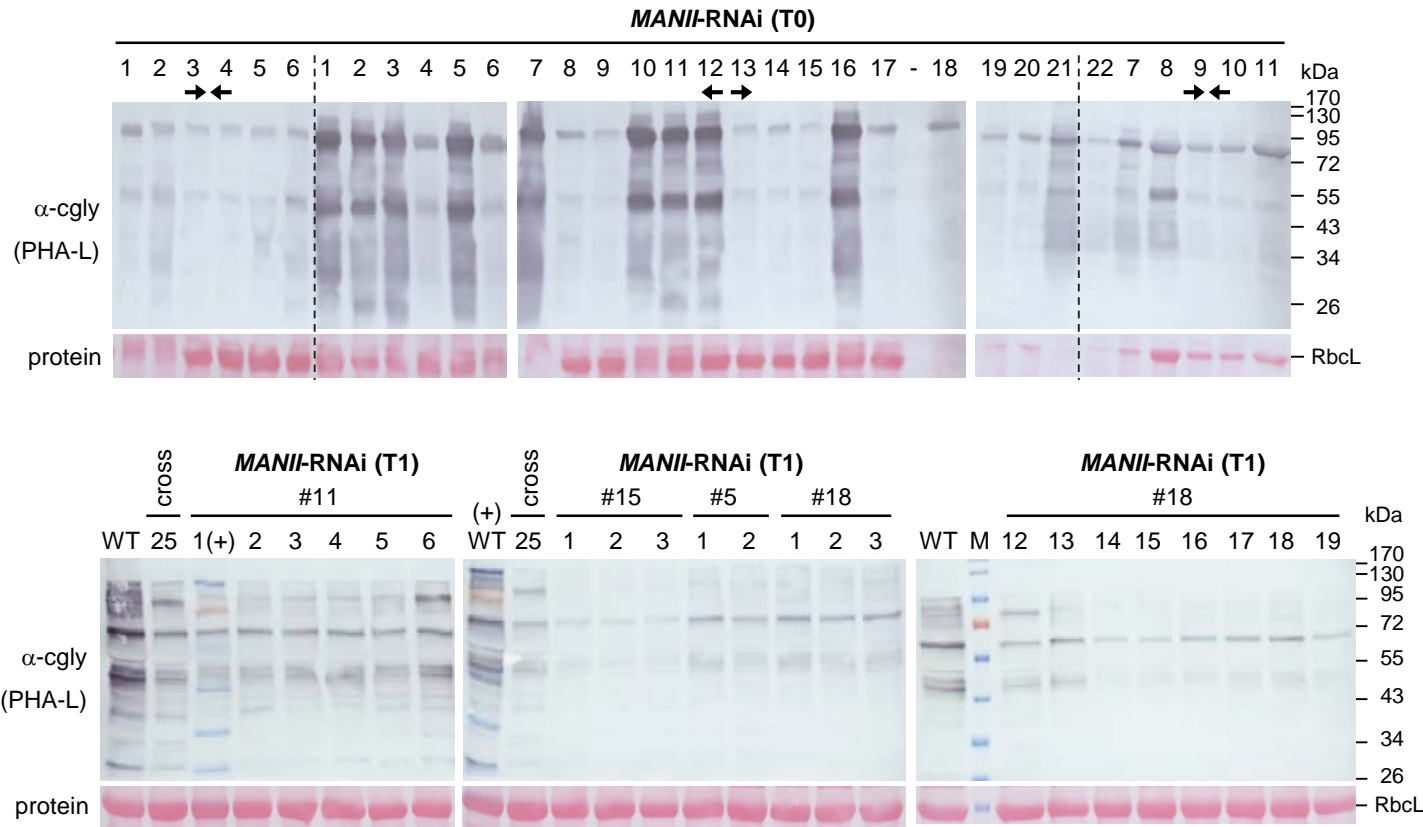 MANII-RNAi (T0)
1 2 3 4 5 6 1 2 3 4 5 6 7 8 9 10 11 12 13 14 15 16 17 - 18 19 20 21 22 7 8 9 10 11 kDa
170
130
95
72
α-cgly 55
(PHA-L) 43
34
26
protein RbcL
cross MANII-RNAi (T1) cross MANII-RNAi (T1) MANII-RNAi (T1)
#11 #15 #5 #18 #18
(+) kDa
WT 25 1(+) 2 3 4 5 6 WT 25 1 2 3 1 2 1 2 3 WT M 12 13 14 15 16 17 18 19
170
130
95
72
α-cgly 55
(PHA-L) 43
34
26
protein RbcL